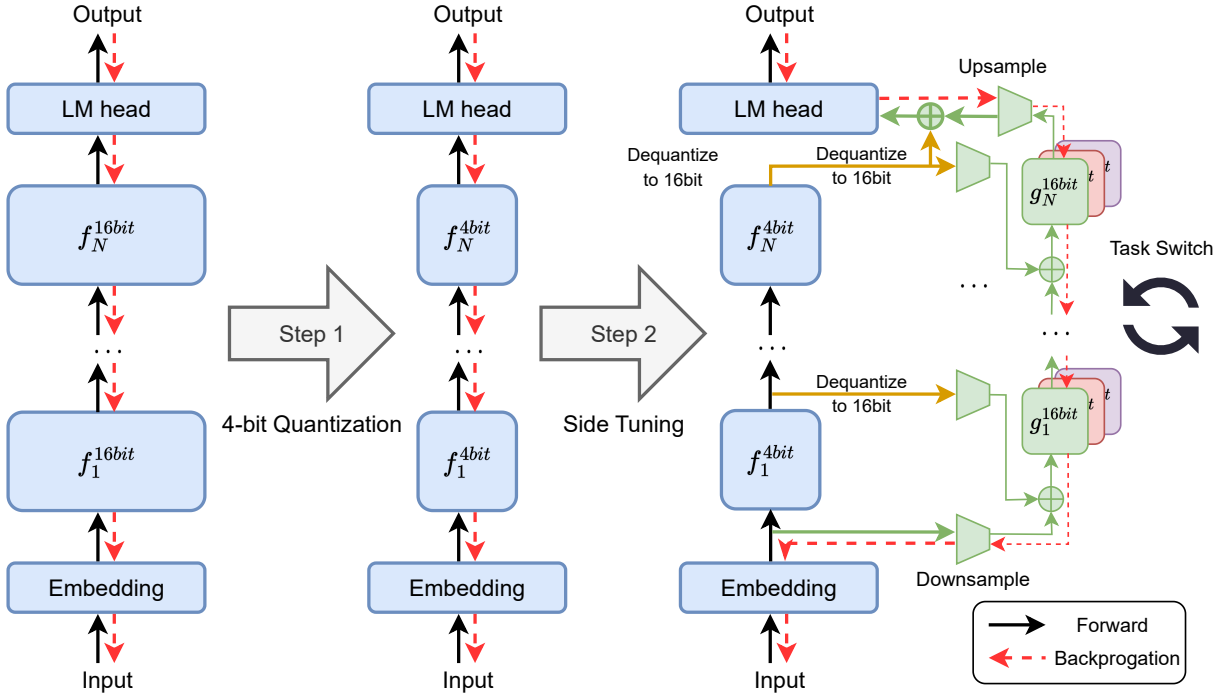 Output
LM head
f_N^{16bit}
...
f_1^{16bit}
Embedding
Input
Step 1
4-bit Quantization
Output
LM head
f_N^{4bit}
...
f_1^{4bit}
Embedding
Input
Step 2
Side Tuning
Output
LM head
Upsample
Dequantize
to 16bit
Dequantize
to 16bit
f_N^{4bit}
g_N^{16bit}
t
t
...
...
...
Task Switch
Dequantize
to 16bit
f_1^{4bit}
g_1^{16bit}
t
t
Downsample
Embedding
Input
Forward
Backprogation